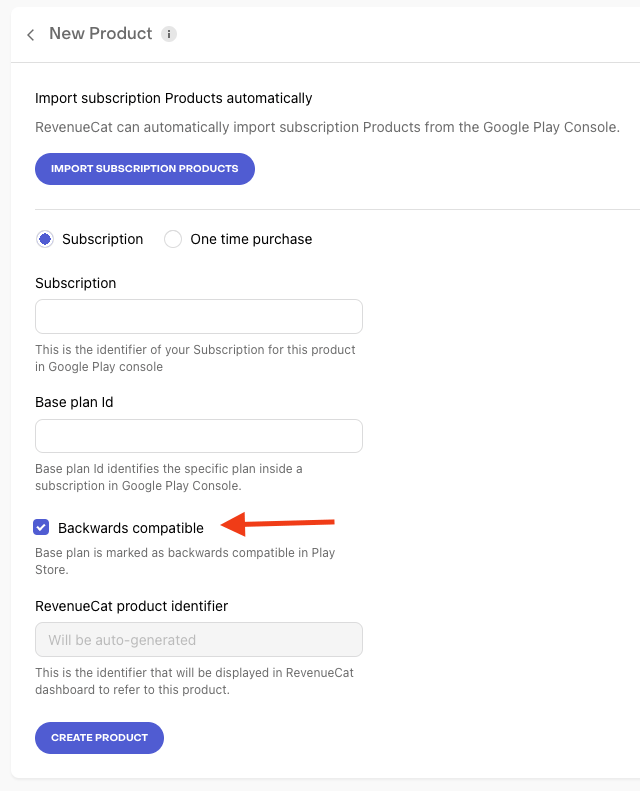 New Product i
Import subscription Products automatically
RevenueCat can automatically import subscription Products from the Google Play Console.
IMPORT SUBSCRIPTION PRODUCTS
Subscription One time purchase
Subscription
This is the identifier of your Subscription for this product
in Google Play console
Base plan Id
Base plan Id identifies the specific plan inside a
subscription in Google Play Console.
Backwards compatible
Base plan is marked as backwards compatible in Play
Store.
RevenueCat product identifier
Will be auto-generated
This is the identifier that will be displayed in RevenueCat
dashboard to refer to this product.
CREATE PRODUCT